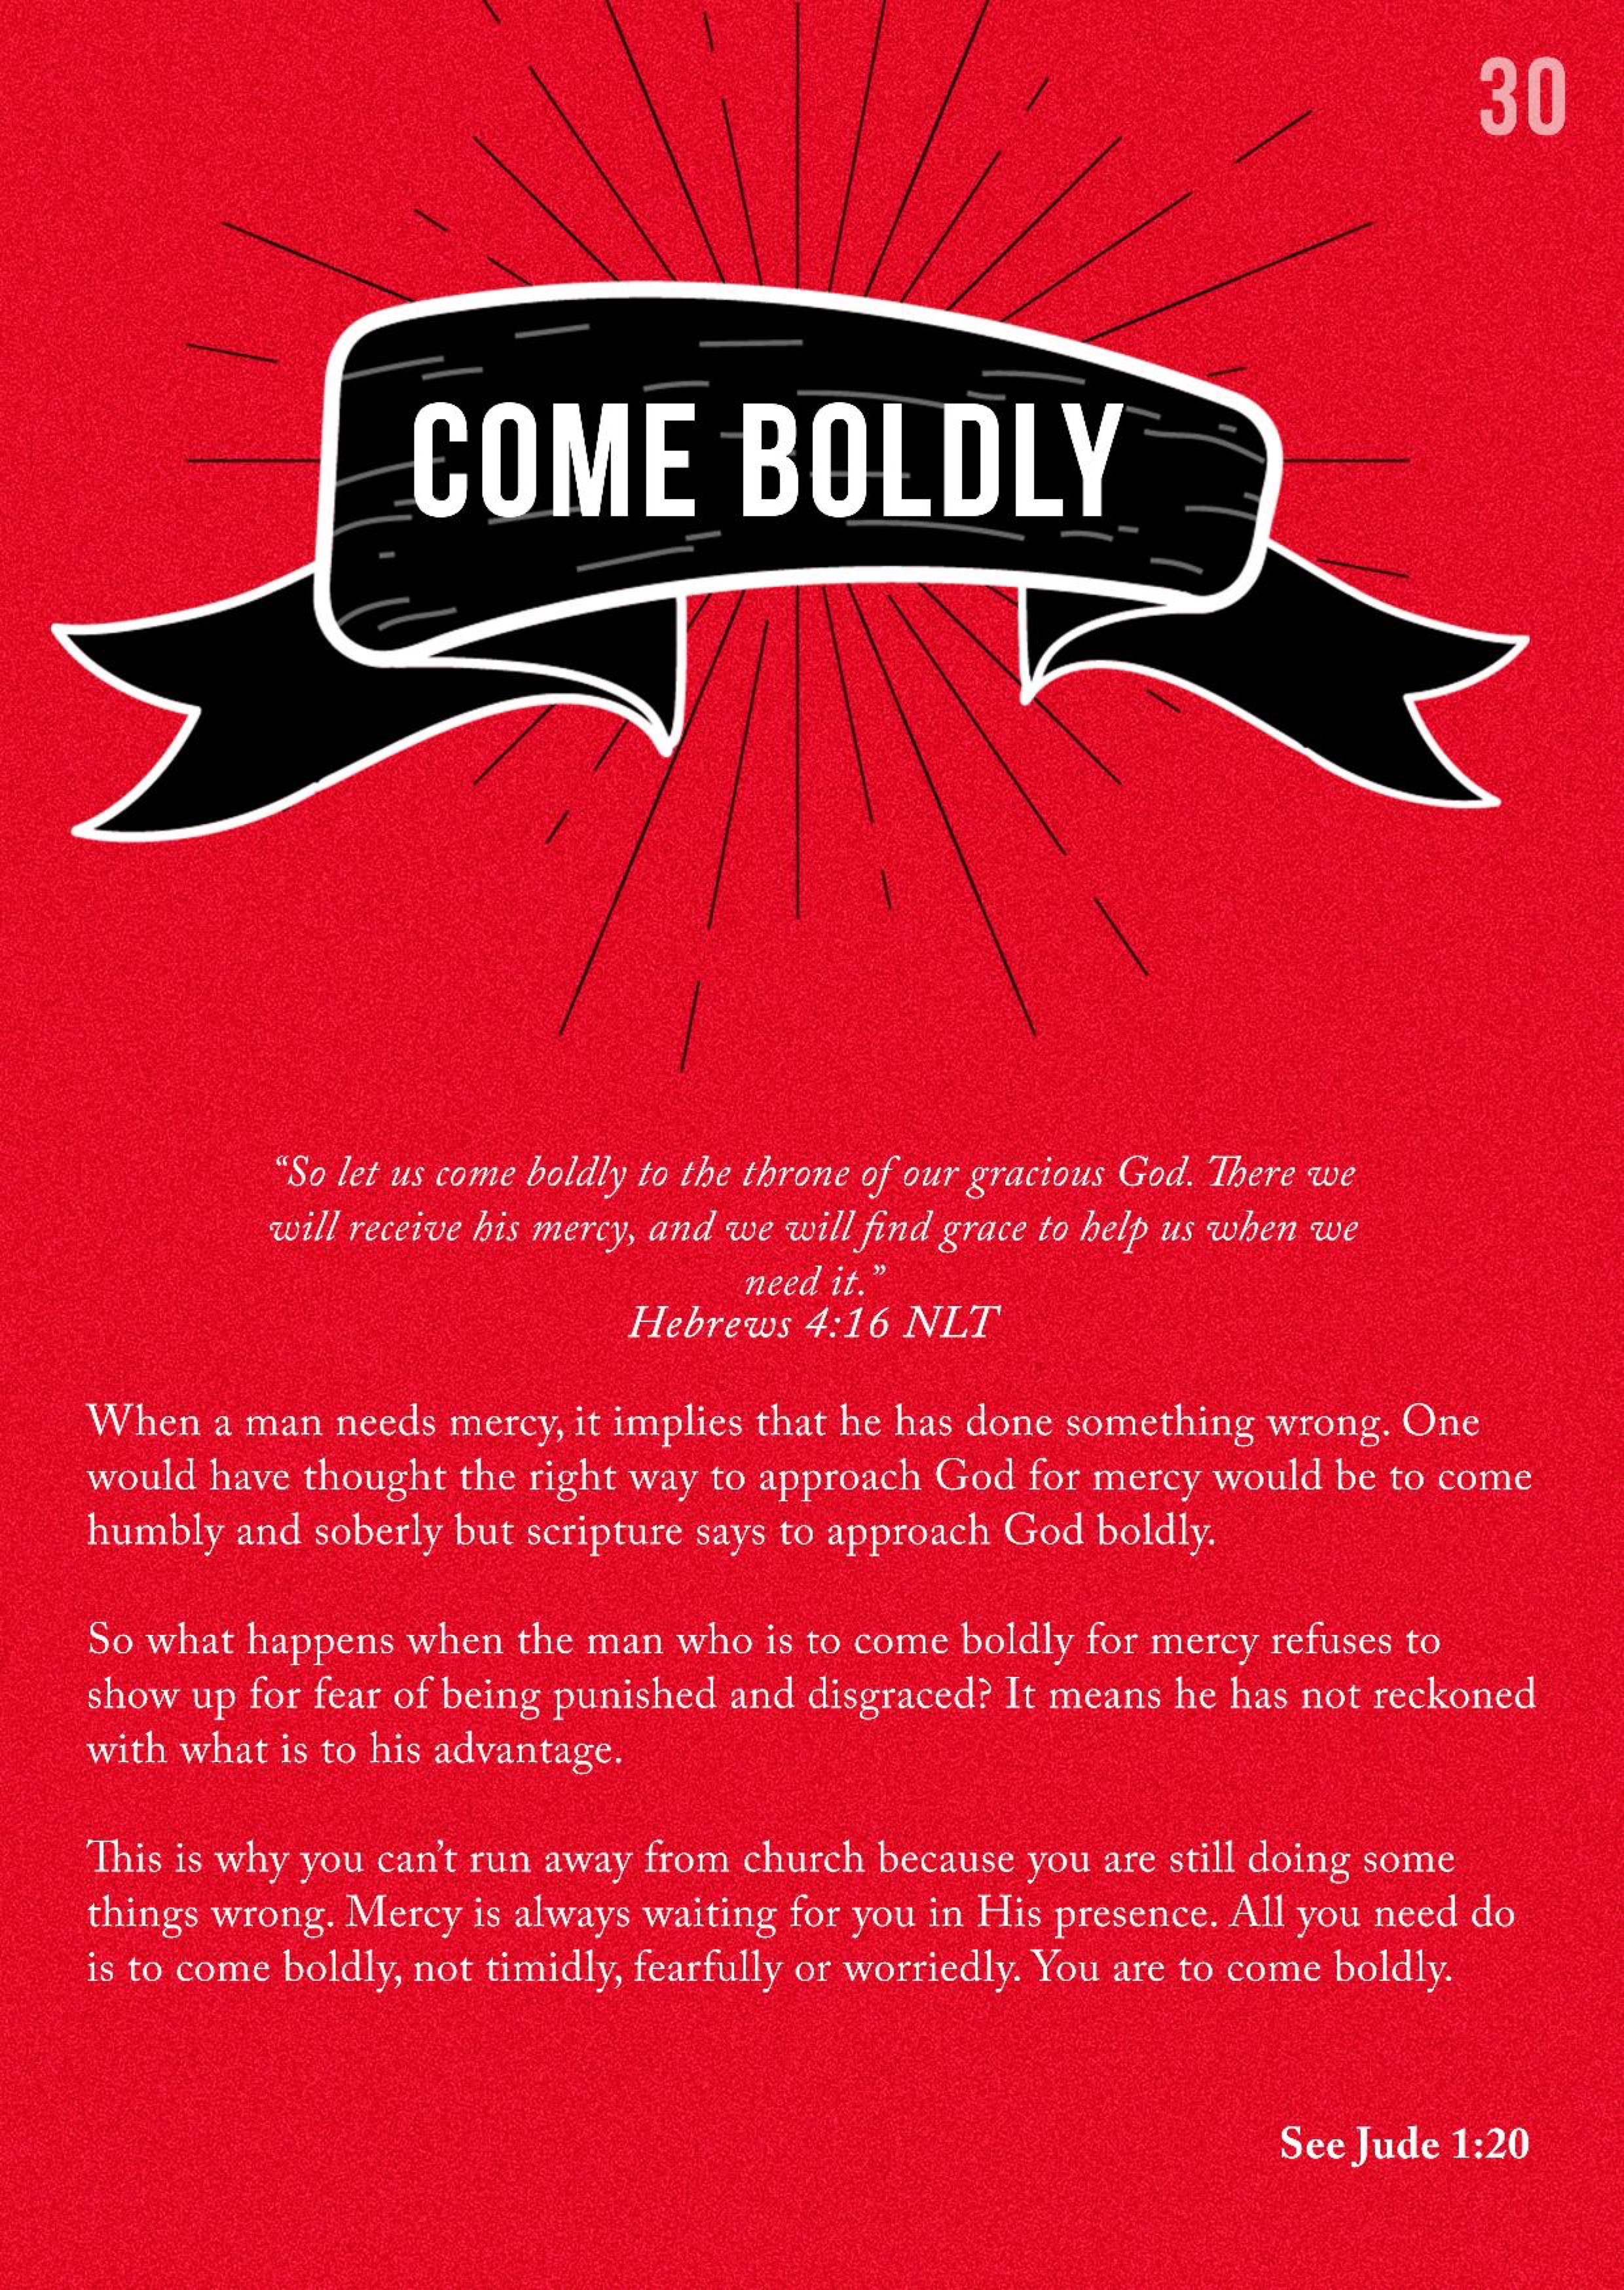 30
COME BOLDLY
“So let us come boldly to the throne of our gracious God. There we
will receive his mercy, and we will find grace to help us when we
need it.”
Hebrews 4:16 NLT
When a man needs mercy, it implies that he has done something wrong. One
would have thought the right way to approach God for mercy would be to come
humbly and soberly but scripture says to approach God boldly.
So what happens when the man who is to come boldly for mercy refuses to
show up for fear of being punished and disgraced? It means he has not reckoned
with what is to his advantage.
This is why you can’t run away from church because you are still doing some
things wrong. Mercy is always waiting for you in His presence. All you need do
is to come boldly, not timidly, fearfully or worriedly. You are to come boldly.
See Jude 1:20